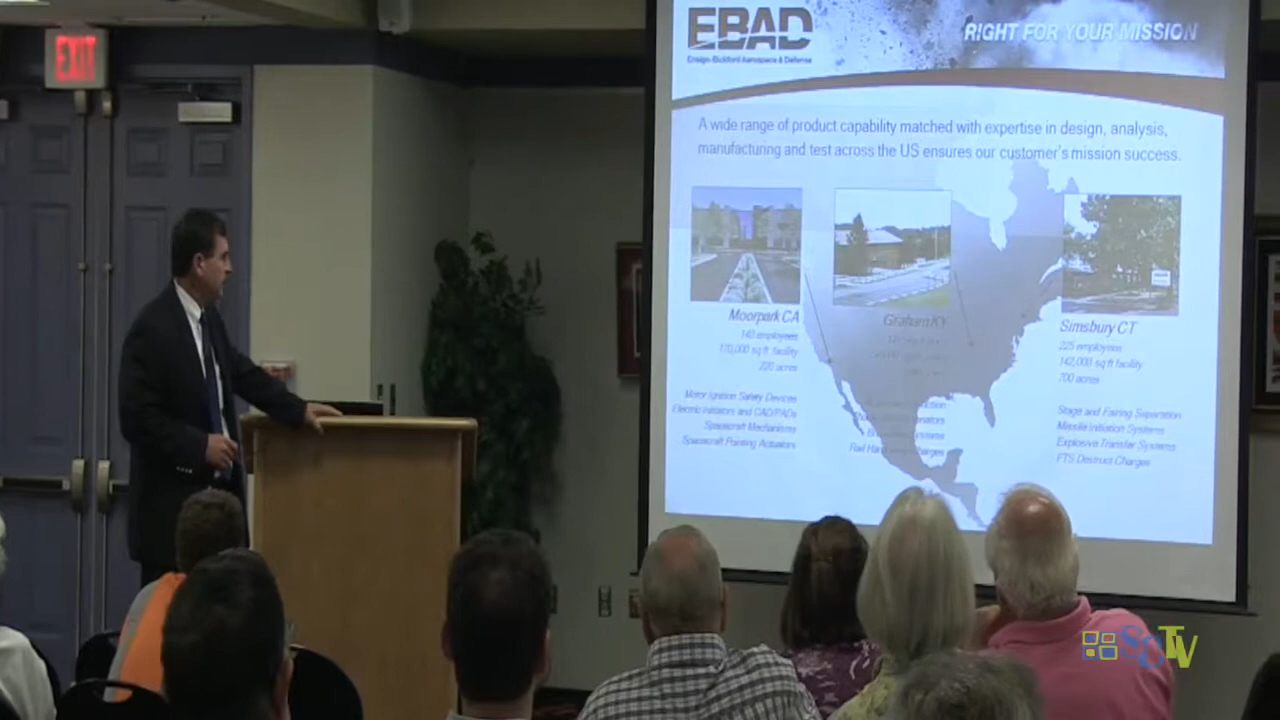 EXIT
EBAD
Ensign-Bickford Aerospace & Defense
RIGHT FOR YOUR MISSION
A wide range of product capability matched with expertise in design, analysis,
manufacturing and test across the US ensures our customer's mission success.
Moorpark CA
140 employees
170,000 sq ft facility
220 acres
Motor Ignition Safety Devices
Electric Initiators and CAD/PADs
Spacecraft Mechanisms
Spacecraft Pointing Actuators
Graham KY
Simsbury CT
225 employees
142,000 sq ft facility
700 acres
Stage and Fairing Separation
Missile Initiation Systems
Explosive Transfer Systems
FTS Destruct Charges
SCTV